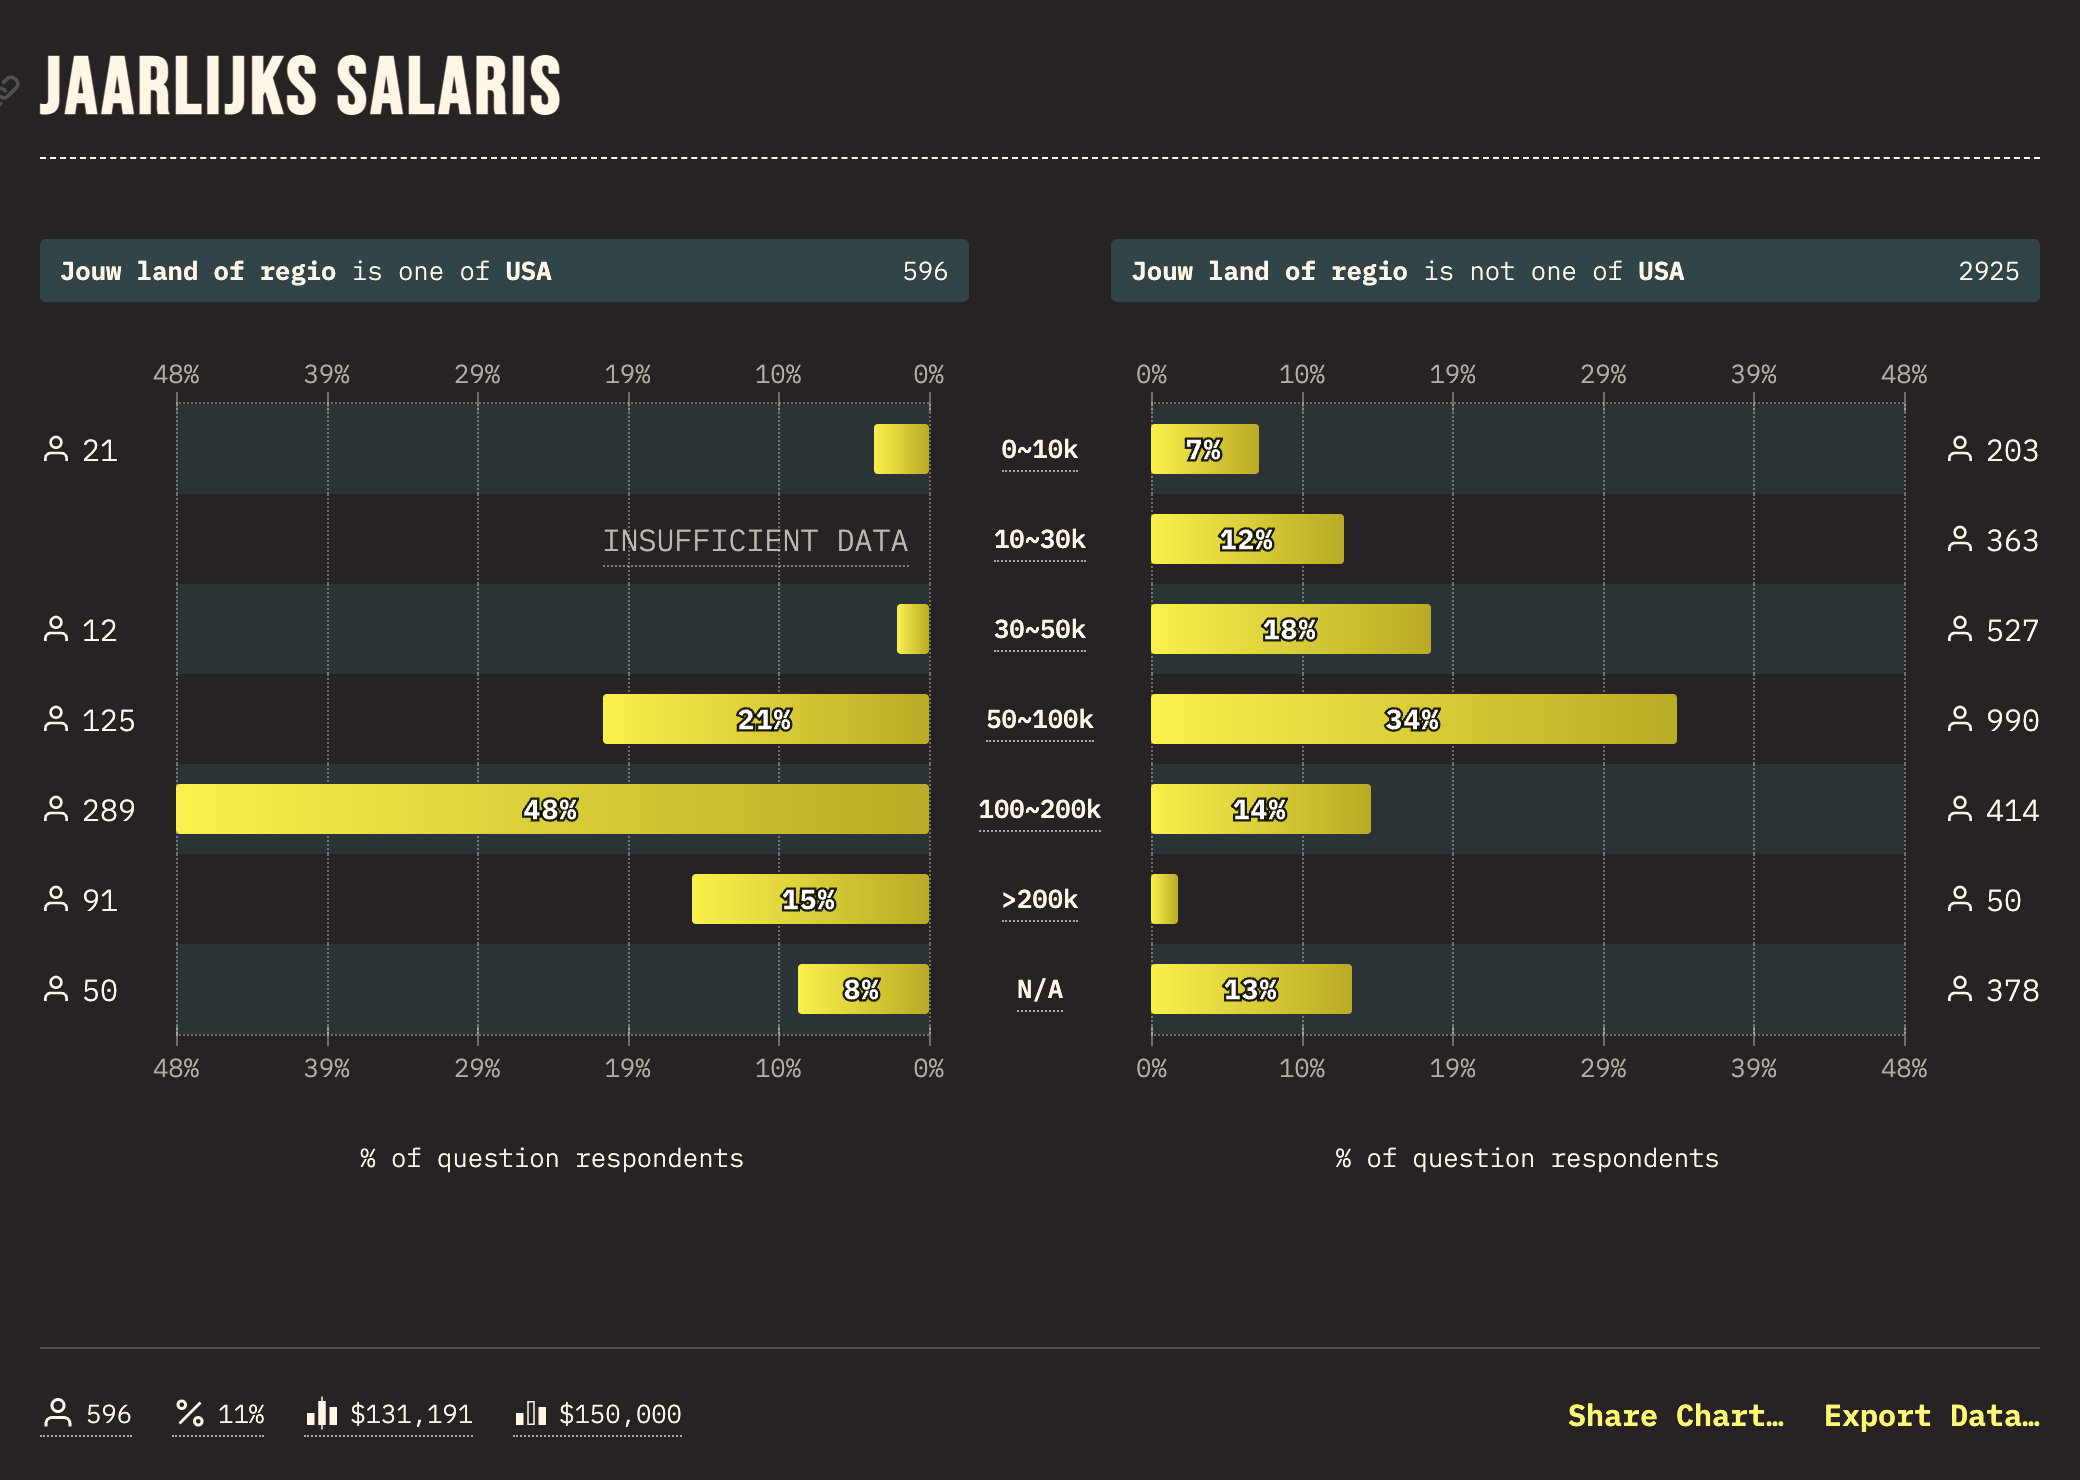 JAARLIJKS SALARIS
Jouw land of regio is one of USA 596
Jouw land of regio is not one of USA 2925
48% 39% 29% 19% 10% 0%
0% 10% 19% 29% 39% 48%
21 0~10k 7% 203
INSUFFICIENT DATA 10~30k 12% 363
12 30~50k 18% 527
125 21% 50~100k 34% 990
289 48% 100~200k 14% 414
91 15% >200k 50
50 8% N/A 13% 378
48% 39% 29% 19% 10% 0%
0% 10% 19% 29% 39% 48%
% of question respondents
% of question respondents
596 11% $131,191 $150,000
Share Chart… Export Data…